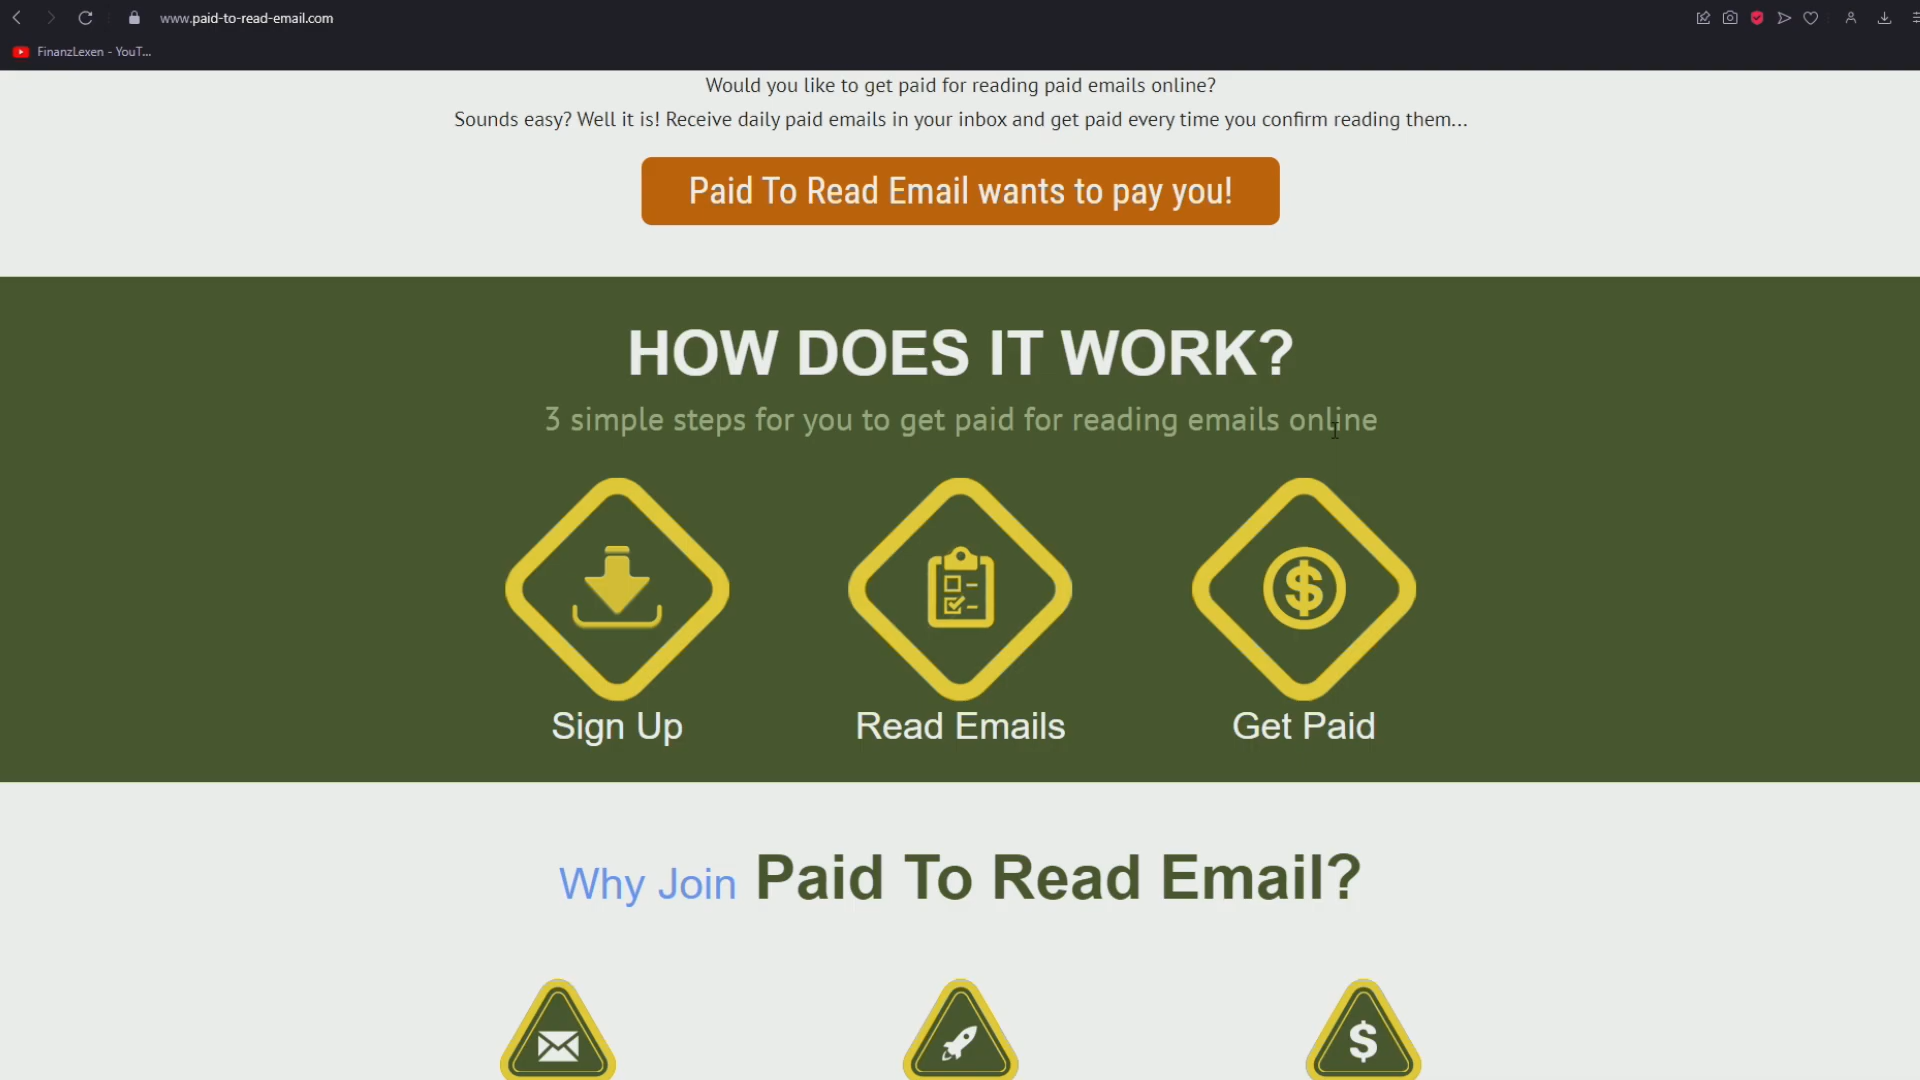 www.paid-to-read-email.com
FinanzLexen - YouT...
Would you like to get paid for reading paid emails online?
Sounds easy? Well it is! Receive daily paid emails in your inbox and get paid every time you confirm reading them...
Paid To Read Email wants to pay you!
HOW DOES IT WORK?
3 simple steps for you to get paid for reading emails online
Sign Up
Read Emails
Get Paid
Why Join Paid To Read Email?